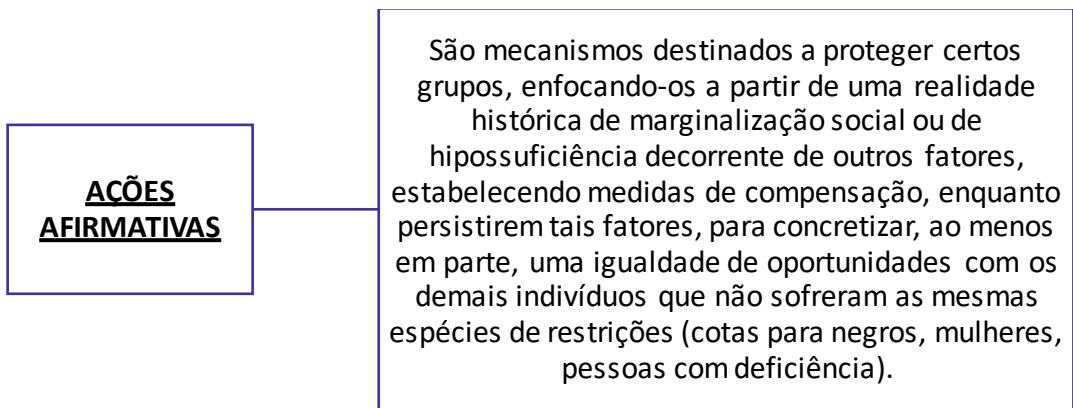 AÇÕES
AFIRMATIVAS
São mecanismos destinados a proteger certos
grupos, enfocando-os a partir de uma realidade
histórica de marginalização social ou de
hipossuficiência decorrente de outros fatores,
estabelecendo medidas de compensação, enquanto
persistirem tais fatores, para concretizar, ao menos
em parte, uma igualdade de oportunidades com os
demais indivíduos que não sofreram as mesmas
espécies de restrições (cotas para negros, mulheres,
pessoas com deficiência).